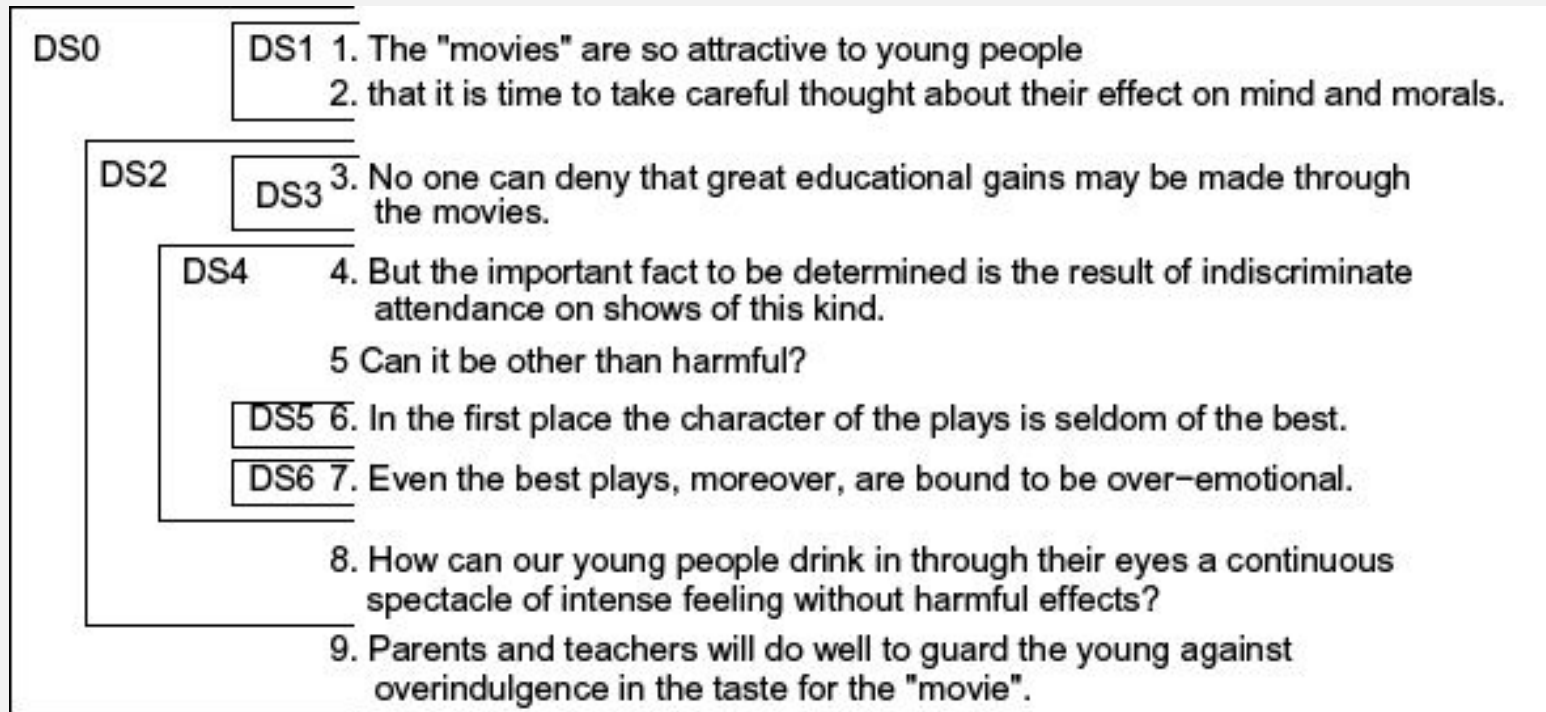 DS0 DS1 1. The "movies" are so attractive to young people
2. that it is time to take careful thought about their effect on mind and morals.
DS2 DS3 3. No one can deny that great educational gains may be made through
the movies.
DS4 4. But the important fact to be determined is the result of indiscriminate
attendance on shows of this kind.
5 Can it be other than harmful?
DS5 6. In the first place the character of the plays is seldom of the best.
DS6 7. Even the best plays, moreover, are bound to be over−emotional.
8. How can our young people drink in through their eyes a continuous
spectacle of intense feeling without harmful effects?
9. Parents and teachers will do well to guard the young against
overindulgence in the taste for the "movie".